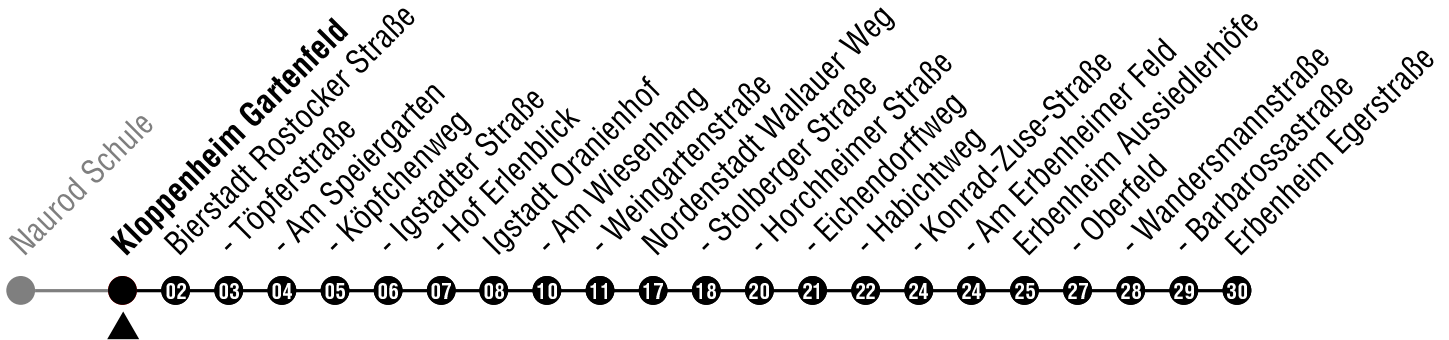 Naurod Schule
Kloppenheim Gartenfeld
Bierstadt Rostocker Straße
- Töpferstraße
- Am Speiergarten
- Köpfchenweg
- Igstadter Straße
- Hof Erlenblick
Igstadt Oranienhof
- Am Wiesenhang
- Weingartenstraße
Nordenstadt Wallauer Weg
- Stolberger Straße
- Horchheimer Straße
- Eichendorffweg
- Habichtweg
- Konrad-Zuse-Straße
- Am Erbenheimer Feld
Erbenheim Aussiedlerhöfe
- Oberfeld
- Wandersmannstraße
- Barbarossastraße
Erbenheim Egerstraße
02 03 04 05 06 07 08 10 11 17 18 20 21 22 24 24 25 27 28 29 30